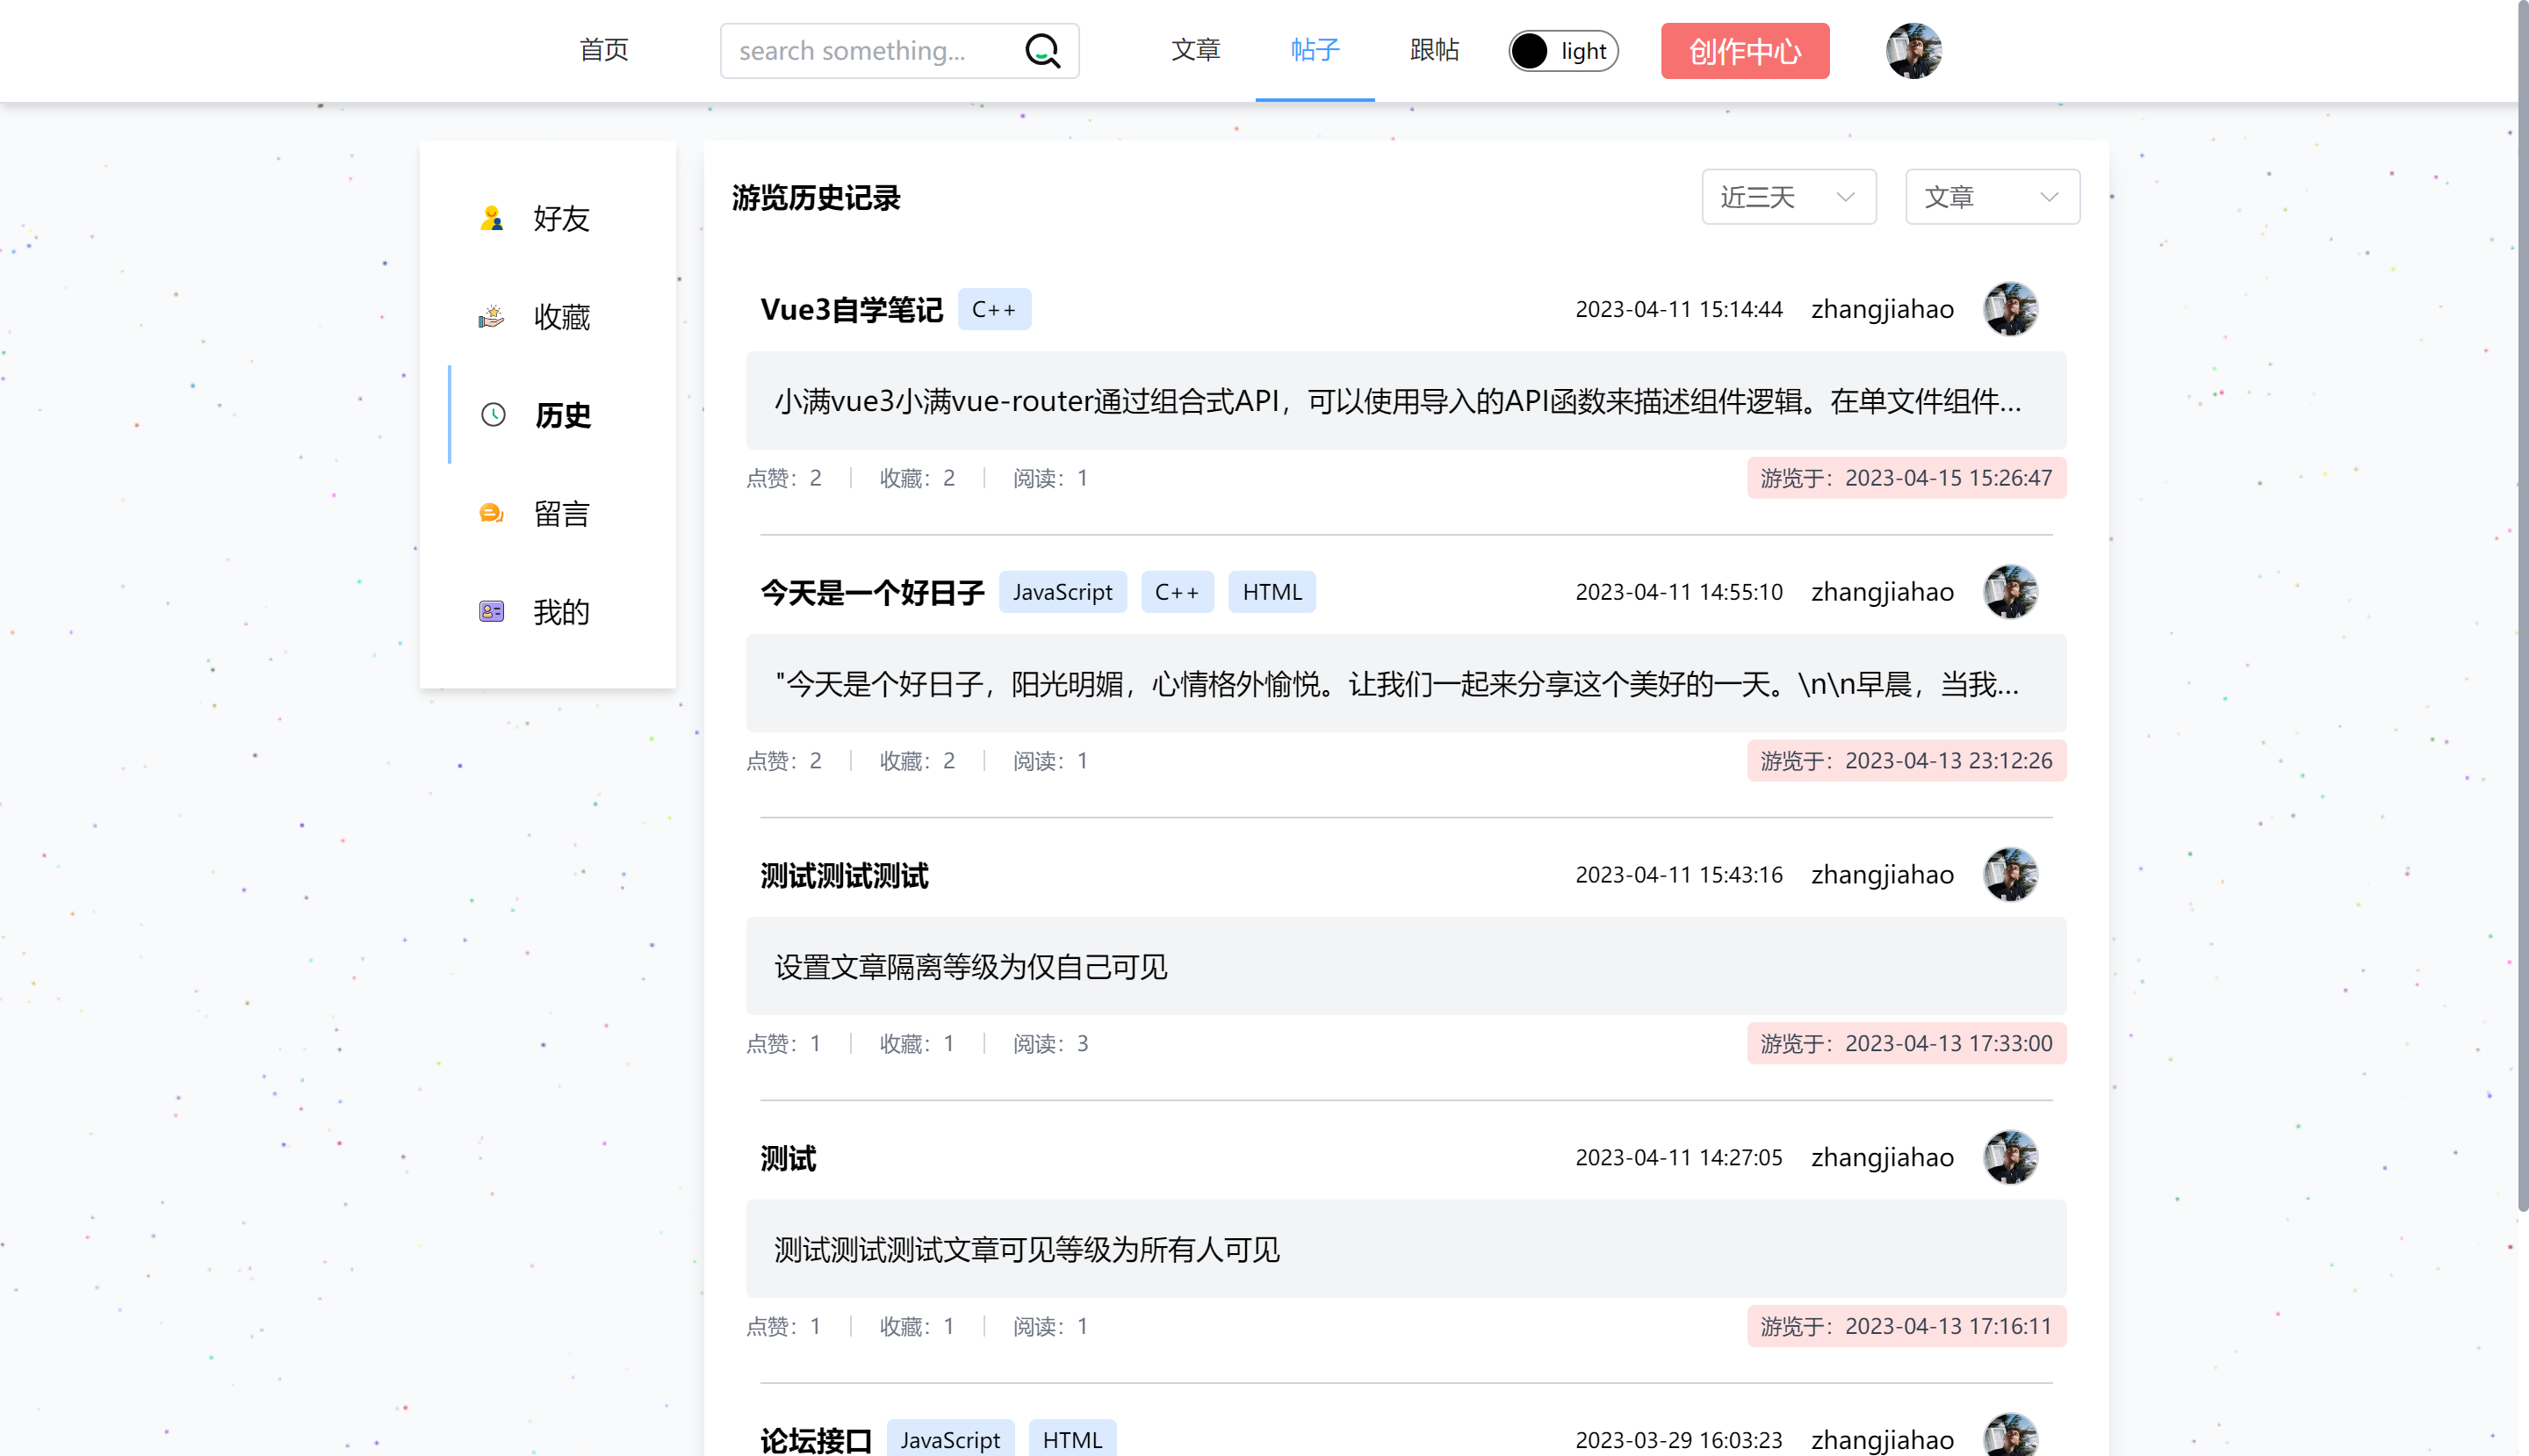 首页 search something... 文章 帖子 跟帖 light 创作中心
好友
收藏
历史
留言
我的
游览历史记录 近三天 文章
Vue3自学笔记 C++ 2023-04-11 15:14:44 zhangjiahao
小满vue3小满vue-router通过组合式API，可以使用导入的API函数来描述组件逻辑。在单文件组件...
点赞：2 收藏：2 阅读：1 游览于：2023-04-15 15:26:47
今天是一个好日子 JavaScript C++ HTML 2023-04-11 14:55:10 zhangjiahao
"今天是个好日子，阳光明媚，心情格外愉悦。让我们一起来分享这个美好的一天。\n\n早晨，当我...
点赞：2 收藏：2 阅读：1 游览于：2023-04-13 23:12:26
测试测试测试 2023-04-11 15:43:16 zhangjiahao
设置文章隔离等级为仅自己可见
点赞：1 收藏：1 阅读：3 游览于：2023-04-13 17:33:00
测试 2023-04-11 14:27:05 zhangjiahao
测试测试测试文章可见等级为所有人可见
点赞：1 收藏：1 阅读：1 游览于：2023-04-13 17:16:11
论坛接口 JavaScript HTML 2023-03-29 16:03:23 zhangjiahao